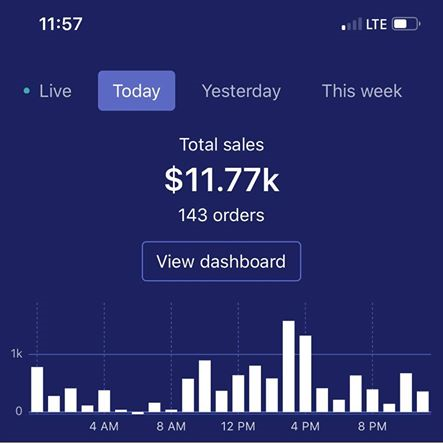 11:57 LTE
Live Today Yesterday This week
Total sales
$11.77k
143 orders
View dashboard
1k
0
4 AM 8 AM 12 PM 4 PM 8 PM